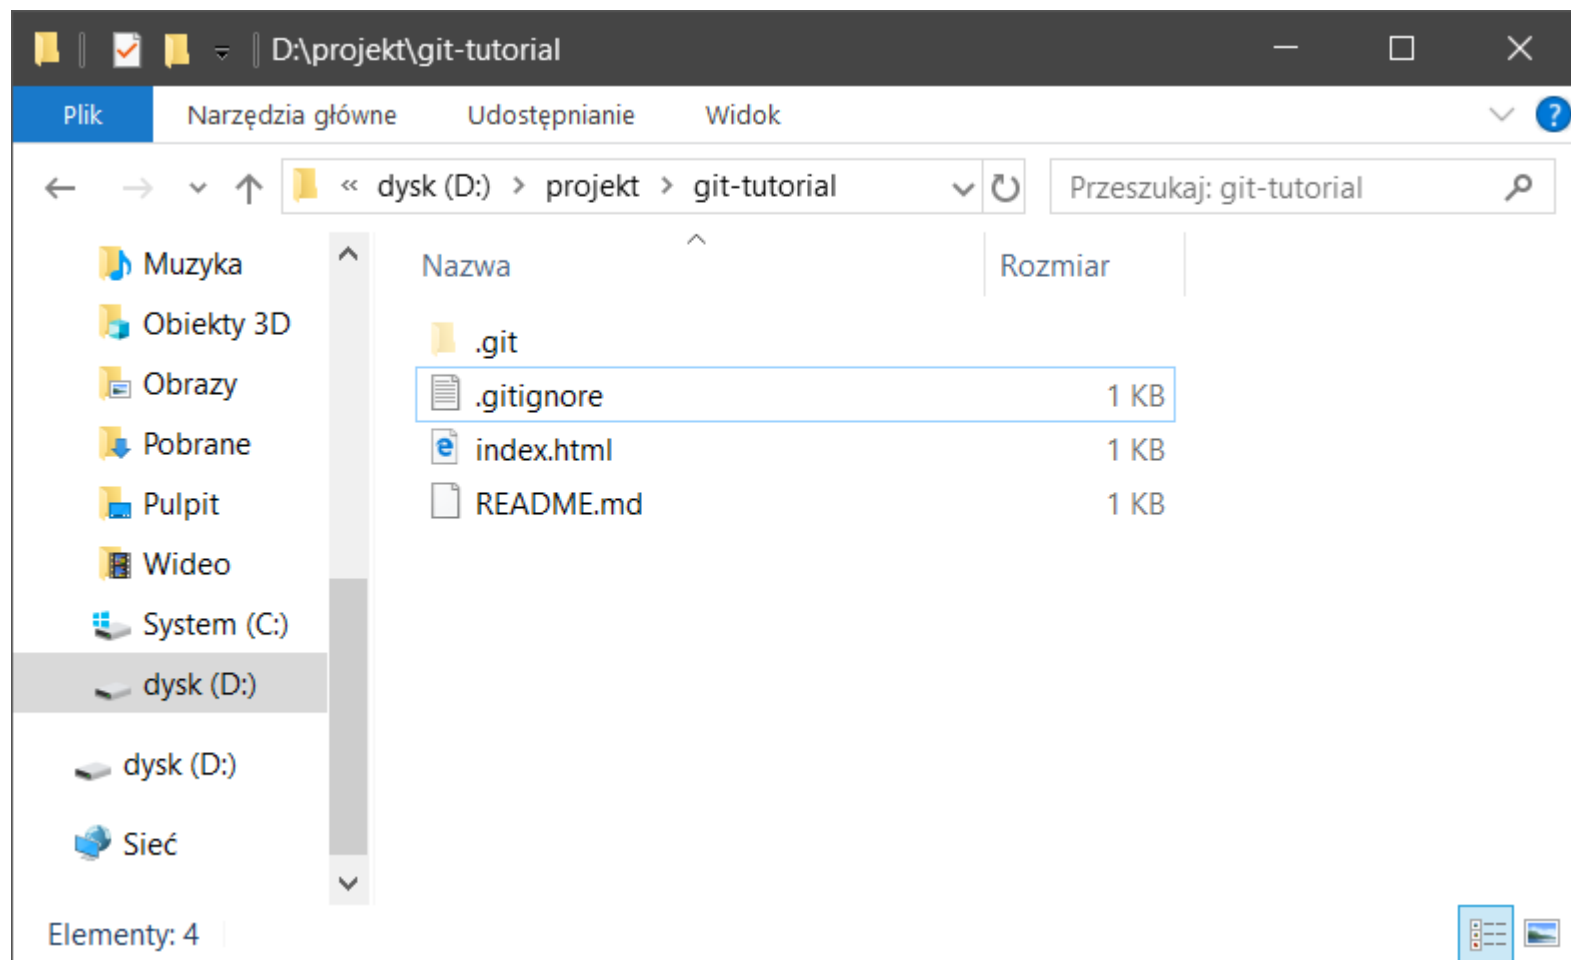 D:\projekt\git-tutorial
Plik Narzędzia główne Udostępnianie Widok ?
« dysk (D:) > projekt > git-tutorial Przeszukaj: git-tutorial
Muzyka
Obiekty 3D
Obrazy
Pobrane
Pulpit
Wideo
System (C:)
dysk (D:)
dysk (D:)
Sieć
Nazwa Rozmiar
.git
.gitignore 1 KB
index.html 1 KB
README.md 1 KB
Elementy: 4